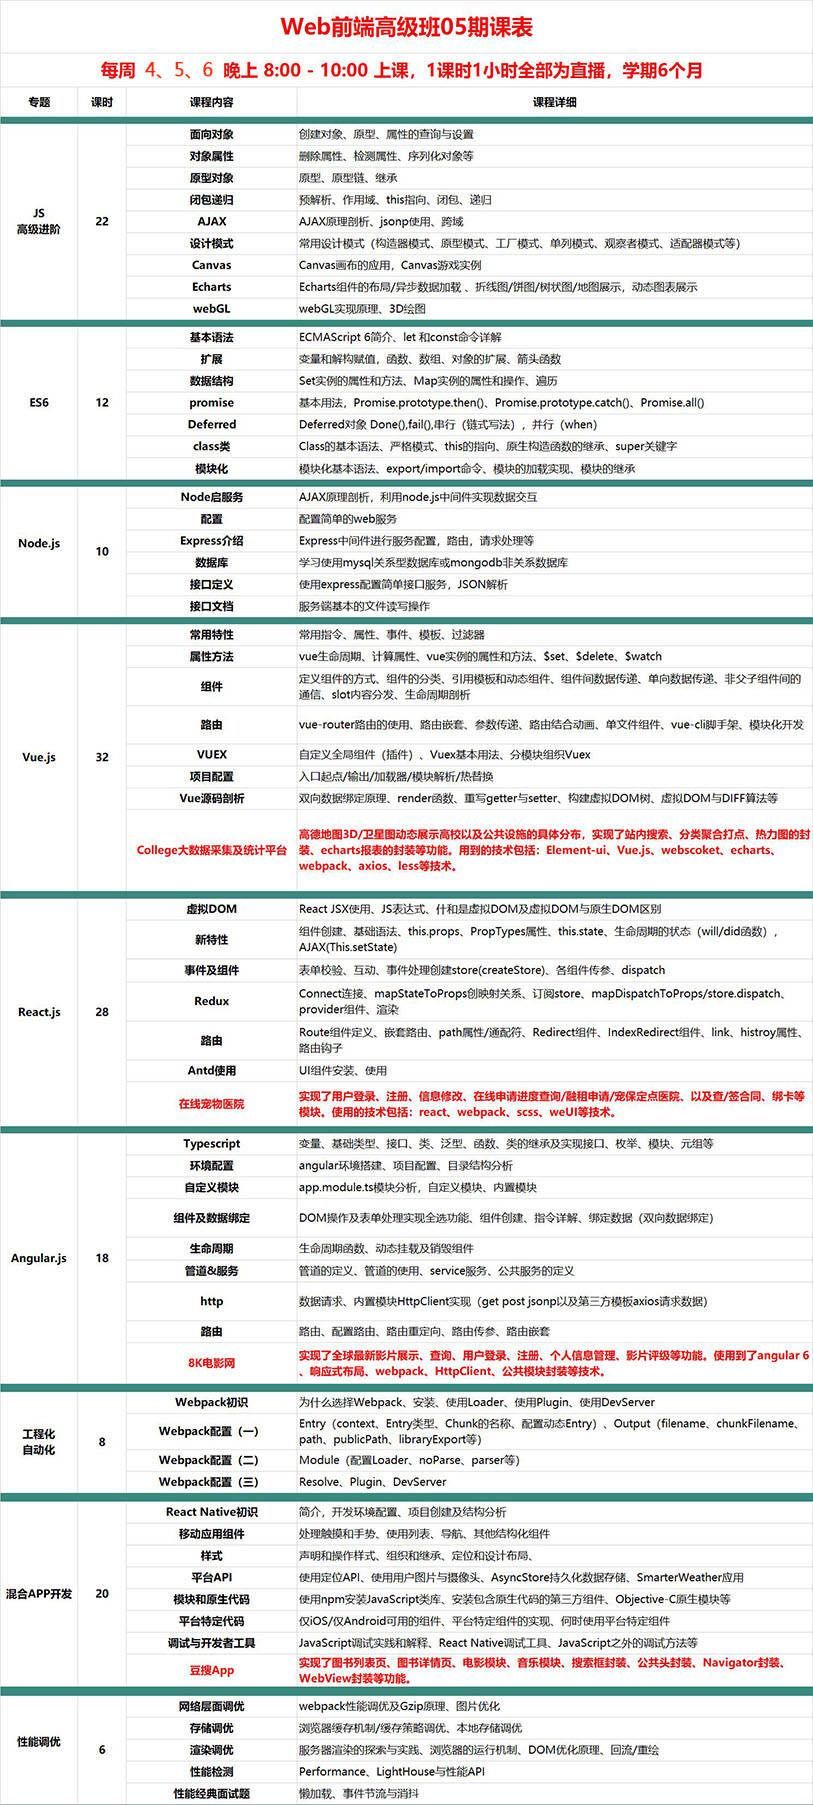 Web前端高级班05期课表
每周 4、5、6 晚上 8:00 - 10:00 上课，1课时1小时全部为直播，学期6个月
专题 课时 课程内容 课程详细
JS
高级进阶
22
面向对象 创建对象、原型、属性的查询与设置
对象属性 删除属性、检测属性、序列化对象等
原型对象 原型、原型链、继承
闭包递归 预解析、作用域、this指向、闭包、递归
AJAX AJAX原理剖析、jsonp使用、跨域
设计模式 常用设计模式（构造器模式、原型模式、工厂模式、单列模式、观察者模式、适配器模式等）
Canvas Canvas画布的应用，Canvas游戏实例
Echarts Echarts组件的布局/异步数据加载 、折线图/饼图/树状图/地图展示，动态图表展示
webGL webGL实现原理、3D绘图
ES6
12
基本语法 ECMAScript 6简介、let 和const命令详解
扩展 变量和解构赋值，函数、数组、对象的扩展、箭头函数
数据结构 Set实例的属性和方法、Map实例的属性和操作、遍历
promise 基本用法，Promise.prototype.then()、Promise.prototype.catch()、Promise.all()
Deferred Deferred对象 Done(),fail(),串行（链式写法），并行（when）
class类 Class的基本语法、严格模式、this的指向、原生构造函数的继承、super关键字
模块化 模块化基本语法、export/import命令、模块的加载实现、模块的继承
Node.js
10
Node启服务 AJAX原理剖析，利用node.js中间件实现数据交互
配置 配置简单的web服务
Express介绍 Express中间件进行服务配置，路由，请求处理等
数据库 学习使用mysql关系型数据库或mongodb非关系数据库
接口定义 使用express配置简单接口服务，JSON解析
接口文档 服务端基本的文件读写操作
Vue.js
32
常用特性 常用指令、属性、事件、模板、过滤器
属性方法 vue生命周期、计算属性、vue实例的属性和方法、$set、$delete、$watch
组件 定义组件的方式、组件的分类、引用模板和动态组件、组件间数据传递、单向数据传递、非父子组件间的
通信、slot内容分发、生命周期剖析
路由 vue-router路由的使用、路由嵌套、参数传递、路由结合动画、单文件组件、vue-cli脚手架、模块化开发
VUEX 自定义全局组件（插件）、Vuex基本用法、分模块组织Vuex
项目配置 入口起点/输出/加载器/模块解析/热替换
Vue源码剖析 双向数据绑定原理、render函数、重写getter与setter、构建虚拟DOM树、虚拟DOM与DIFF算法等
College大数据采集及统计平台 高德地图3D/卫星图动态展示高校以及公共设施的具体分布，实现了站内搜索、分类聚合打点、热力图的封
装、echarts报表的封装等功能。用到的技术包括：Element-ui、Vue.js、webscoket、echarts、
webpack、axios、less等技术。
React.js
28
虚拟DOM React JSX使用、JS表达式、什和是虚拟DOM及虚拟DOM与原生DOM区别
新特性 组件创建、基础语法、this.props、PropTypes属性、this.state、生命周期的状态（will/did函数），
AJAX(This.setState)
事件及组件 表单校验、互动、事件处理创建store(createStore)、各组件传参、dispatch
Redux Connect连接、mapStateToProps创映射关系、订阅store、mapDispatchToProps/store.dispatch、
provider组件、渲染
路由 Route组件定义、嵌套路由、path属性/通配符、Redirect组件、IndexRedirect组件、link、histroy属性、
路由钩子
Antd使用 UI组件安装、使用
在线宠物医院 实现了用户登录、注册、信息修改、在线申请进度查询/融租申请/宠保定点医院、以及查/签合同、绑卡等
模块。使用的技术包括：react、webpack、scss、weUI等技术。
Angular.js
18
Typescript 变量、基础类型、接口、类、泛型、函数、类的继承及实现接口、枚举、模块、元组等
环境配置 angular环境搭建、项目配置、目录结构分析
自定义模块 app.module.ts模块分析，自定义模块、内置模块
组件及数据绑定 DOM操作及表单处理实现全选功能、组件创建、指令详解、绑定数据（双向数据绑定）
生命周期 生命周期函数、动态挂载及销毁组件
管道&服务 管道的定义、管道的使用、service服务、公共服务的定义
http 数据请求、内置模块HttpClient实现（get post jsonp以及第三方模板axios请求数据）
路由 路由、配置路由、路由重定向、路由传参、路由嵌套
8K电影网 实现了全球最新影片展示、查询、用户登录、注册、个人信息管理、影片评级等功能。使用到了angular 6
、响应式布局、webpack、HttpClient、公共模块封装等技术。
工程化
自动化
8
Webpack初识 为什么选择Webpack、安装、使用Loader、使用Plugin、使用DevServer
Webpack配置（一） Entry（context、Entry类型、Chunk的名称、配置动态Entry）、Output（filename、chunkFilename、
path、publicPath、libraryExport等）
Webpack配置（二） Module（配置Loader、noParse、parser等）
Webpack配置（三） Resolve、Plugin、DevServer
混合APP开发
20
React Native初识 简介，开发环境配置、项目创建及结构分析
移动应用组件 处理触摸和手势、使用列表、导航、其他结构化组件
样式 声明和操作样式、组织和继承、定位和设计布局、
平台API 使用定位API、使用用户图片与摄像头、AsyncStore持久化数据存储、SmarterWeather应用
模块和原生代码 使用npm安装JavaScript类库、安装包含原生代码的第三方组件、Objective-C原生模块等
平台特定代码 仅iOS/仅Android可用的组件、平台特定组件的实现、何时使用平台特定组件
调试与开发者工具 JavaScript调试实践和解释、React Native调试工具、JavaScript之外的调试方法等
豆搜App 实现了图书列表页、图书详情页、电影模块、音乐模块、搜索框封装、公共头封装、Navigator封装、
WebView封装等功能。
性能调优
6
网络层面调优 webpack性能调优及Gzip原理、图片优化
存储调优 浏览器缓存机制/缓存策略调优、本地存储调优
渲染调优 服务器渲染的探索与实践、浏览器的运行机制、DOM优化原理、回流/重绘
性能检测 Performance、LightHouse与性能API
性能经典面试题 懒加载、事件节流与消抖